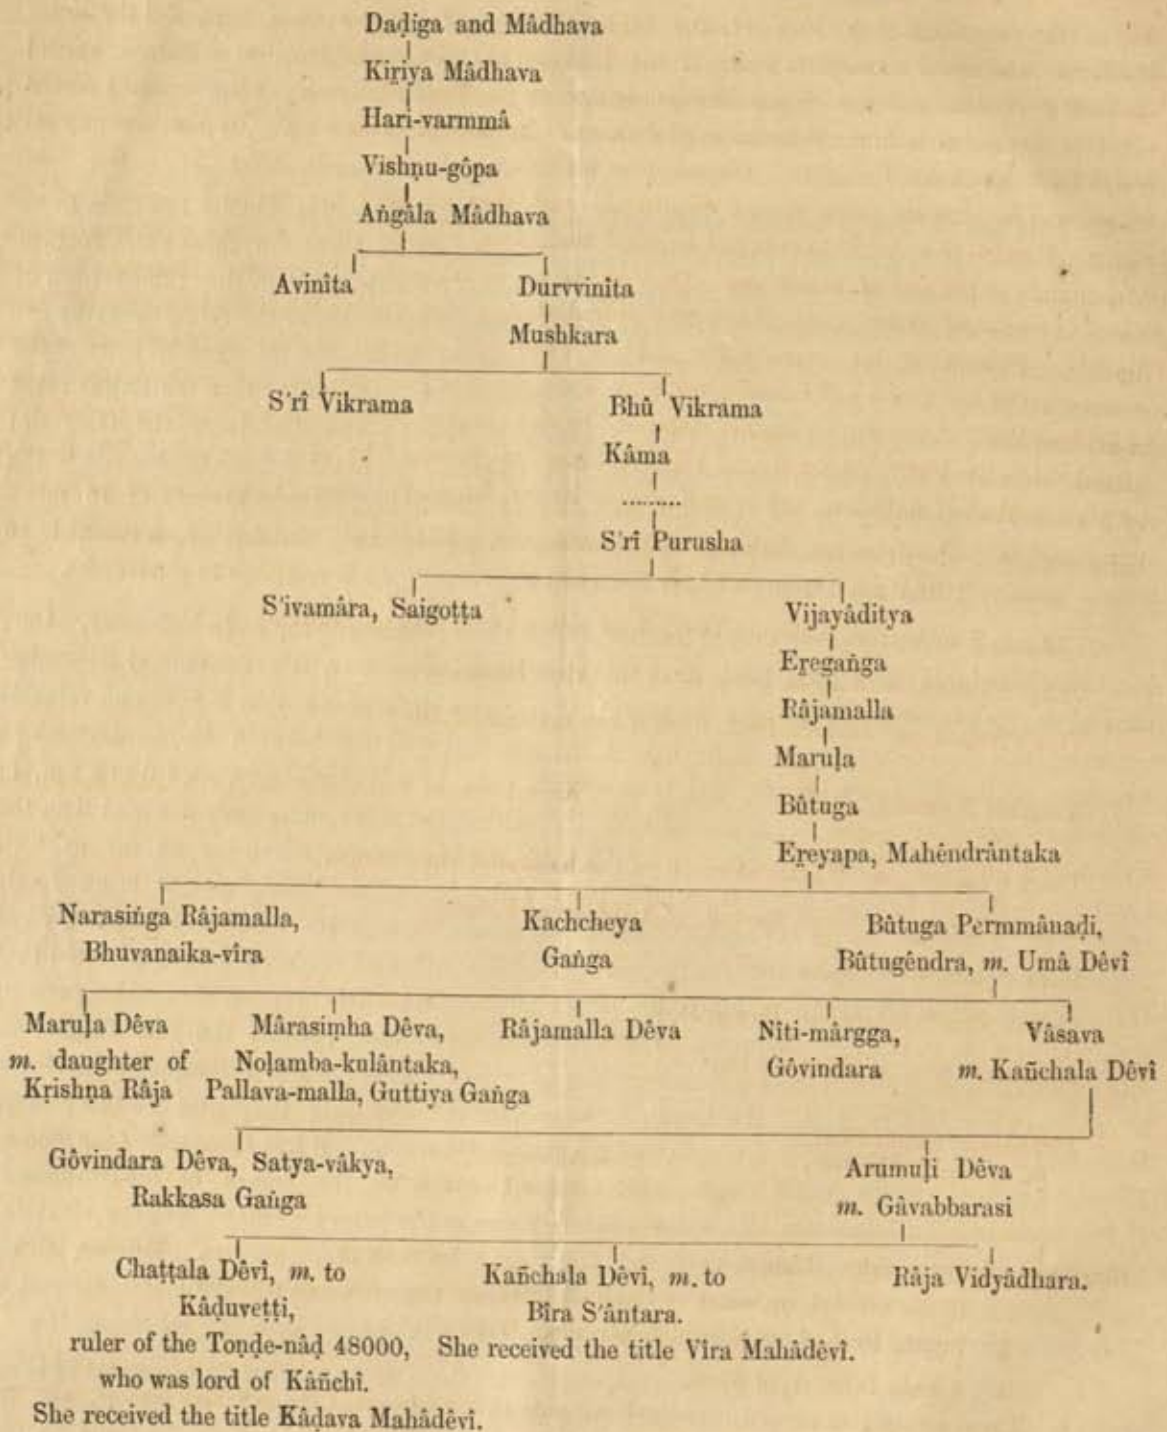 Daḍiga and Mâdhava
Kiṟiya Mâdhava
Hari-varmmâ
Vishṇu-gôpa
Aṅgâla Mâdhava
Avinîta Durvvinîta
Mushkara
S'rî Vikrama Bhû Vikrama
Kâma
.........
S'rî Purusha
S'ivamâra, Saigoṭṭa Vijayâditya
Eṟegaṅga
Râjamalla
Maruḷa
Bûtuga
Eṟeyapa, Mahêndrântaka
Narasiṅga Râjamalla, Kachcheya Bûtuga Permmânaḍi,
Bhuvanaika-vîra Gaṅga Bûtugêndra, m. Umâ Dêvî
Maruḷa Dêva Mârasiṃha Dêva, Râjamalla Dêva Nîti-mârgga, Vâsava
m. daughter of Noḷamba-kulântaka, Gôvindara m. Kañchala Dêvî
Kṛishṇa Râja Pallava-malla, Guttiya Gaṅga
Gôvindara Dêva, Satya-vâkya, Arumuḷi Dêva
Rakkasa Gaṅga m. Gâvabbarasi
Chaṭṭala Dêvî, m. to Kañchala Dêvî, m. to Râja Vidyâdhara.
Kâḍuveṭṭi, Bîra S'ântara.
ruler of the Toṇḍe-nâḍ 48000, She received the title Vîra Mahâdêvî.
who was lord of Kâñchî.
She received the title Kâḍava Mahâdêvî.